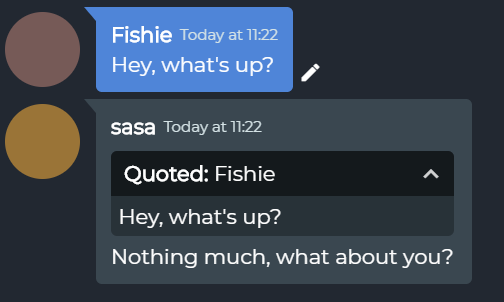 Fishie Today at 11:22
Hey, what's up?
sasa Today at 11:22
Quoted: Fishie
Hey, what's up?
Nothing much, what about you?